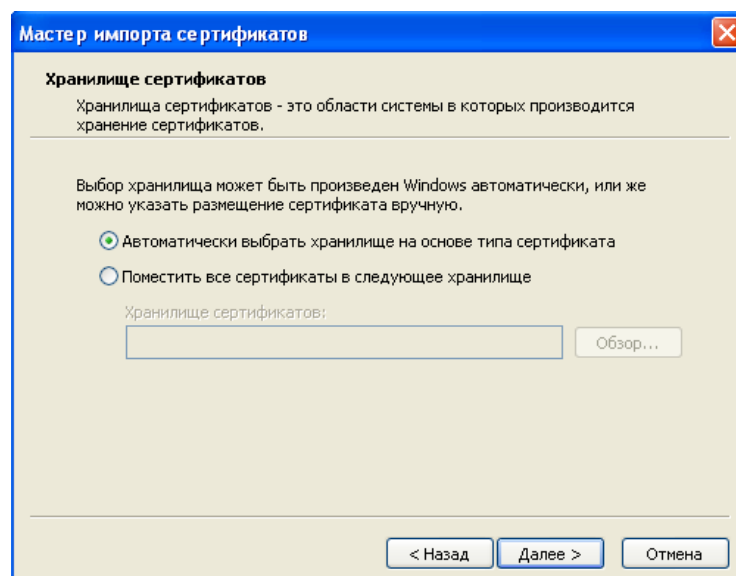 Мастер импорта сертификатов
Хранилище сертификатов
Хранилища сертификатов - это области системы в которых производится
хранение сертификатов.
Выбор хранилища может быть произведен Windows автоматически, или же
можно указать размещение сертификата вручную.
Автоматически выбрать хранилище на основе типа сертификата
Поместить все сертификаты в следующее хранилище
Хранилище сертификатов:
Обзор...
< Назад Далее > Отмена